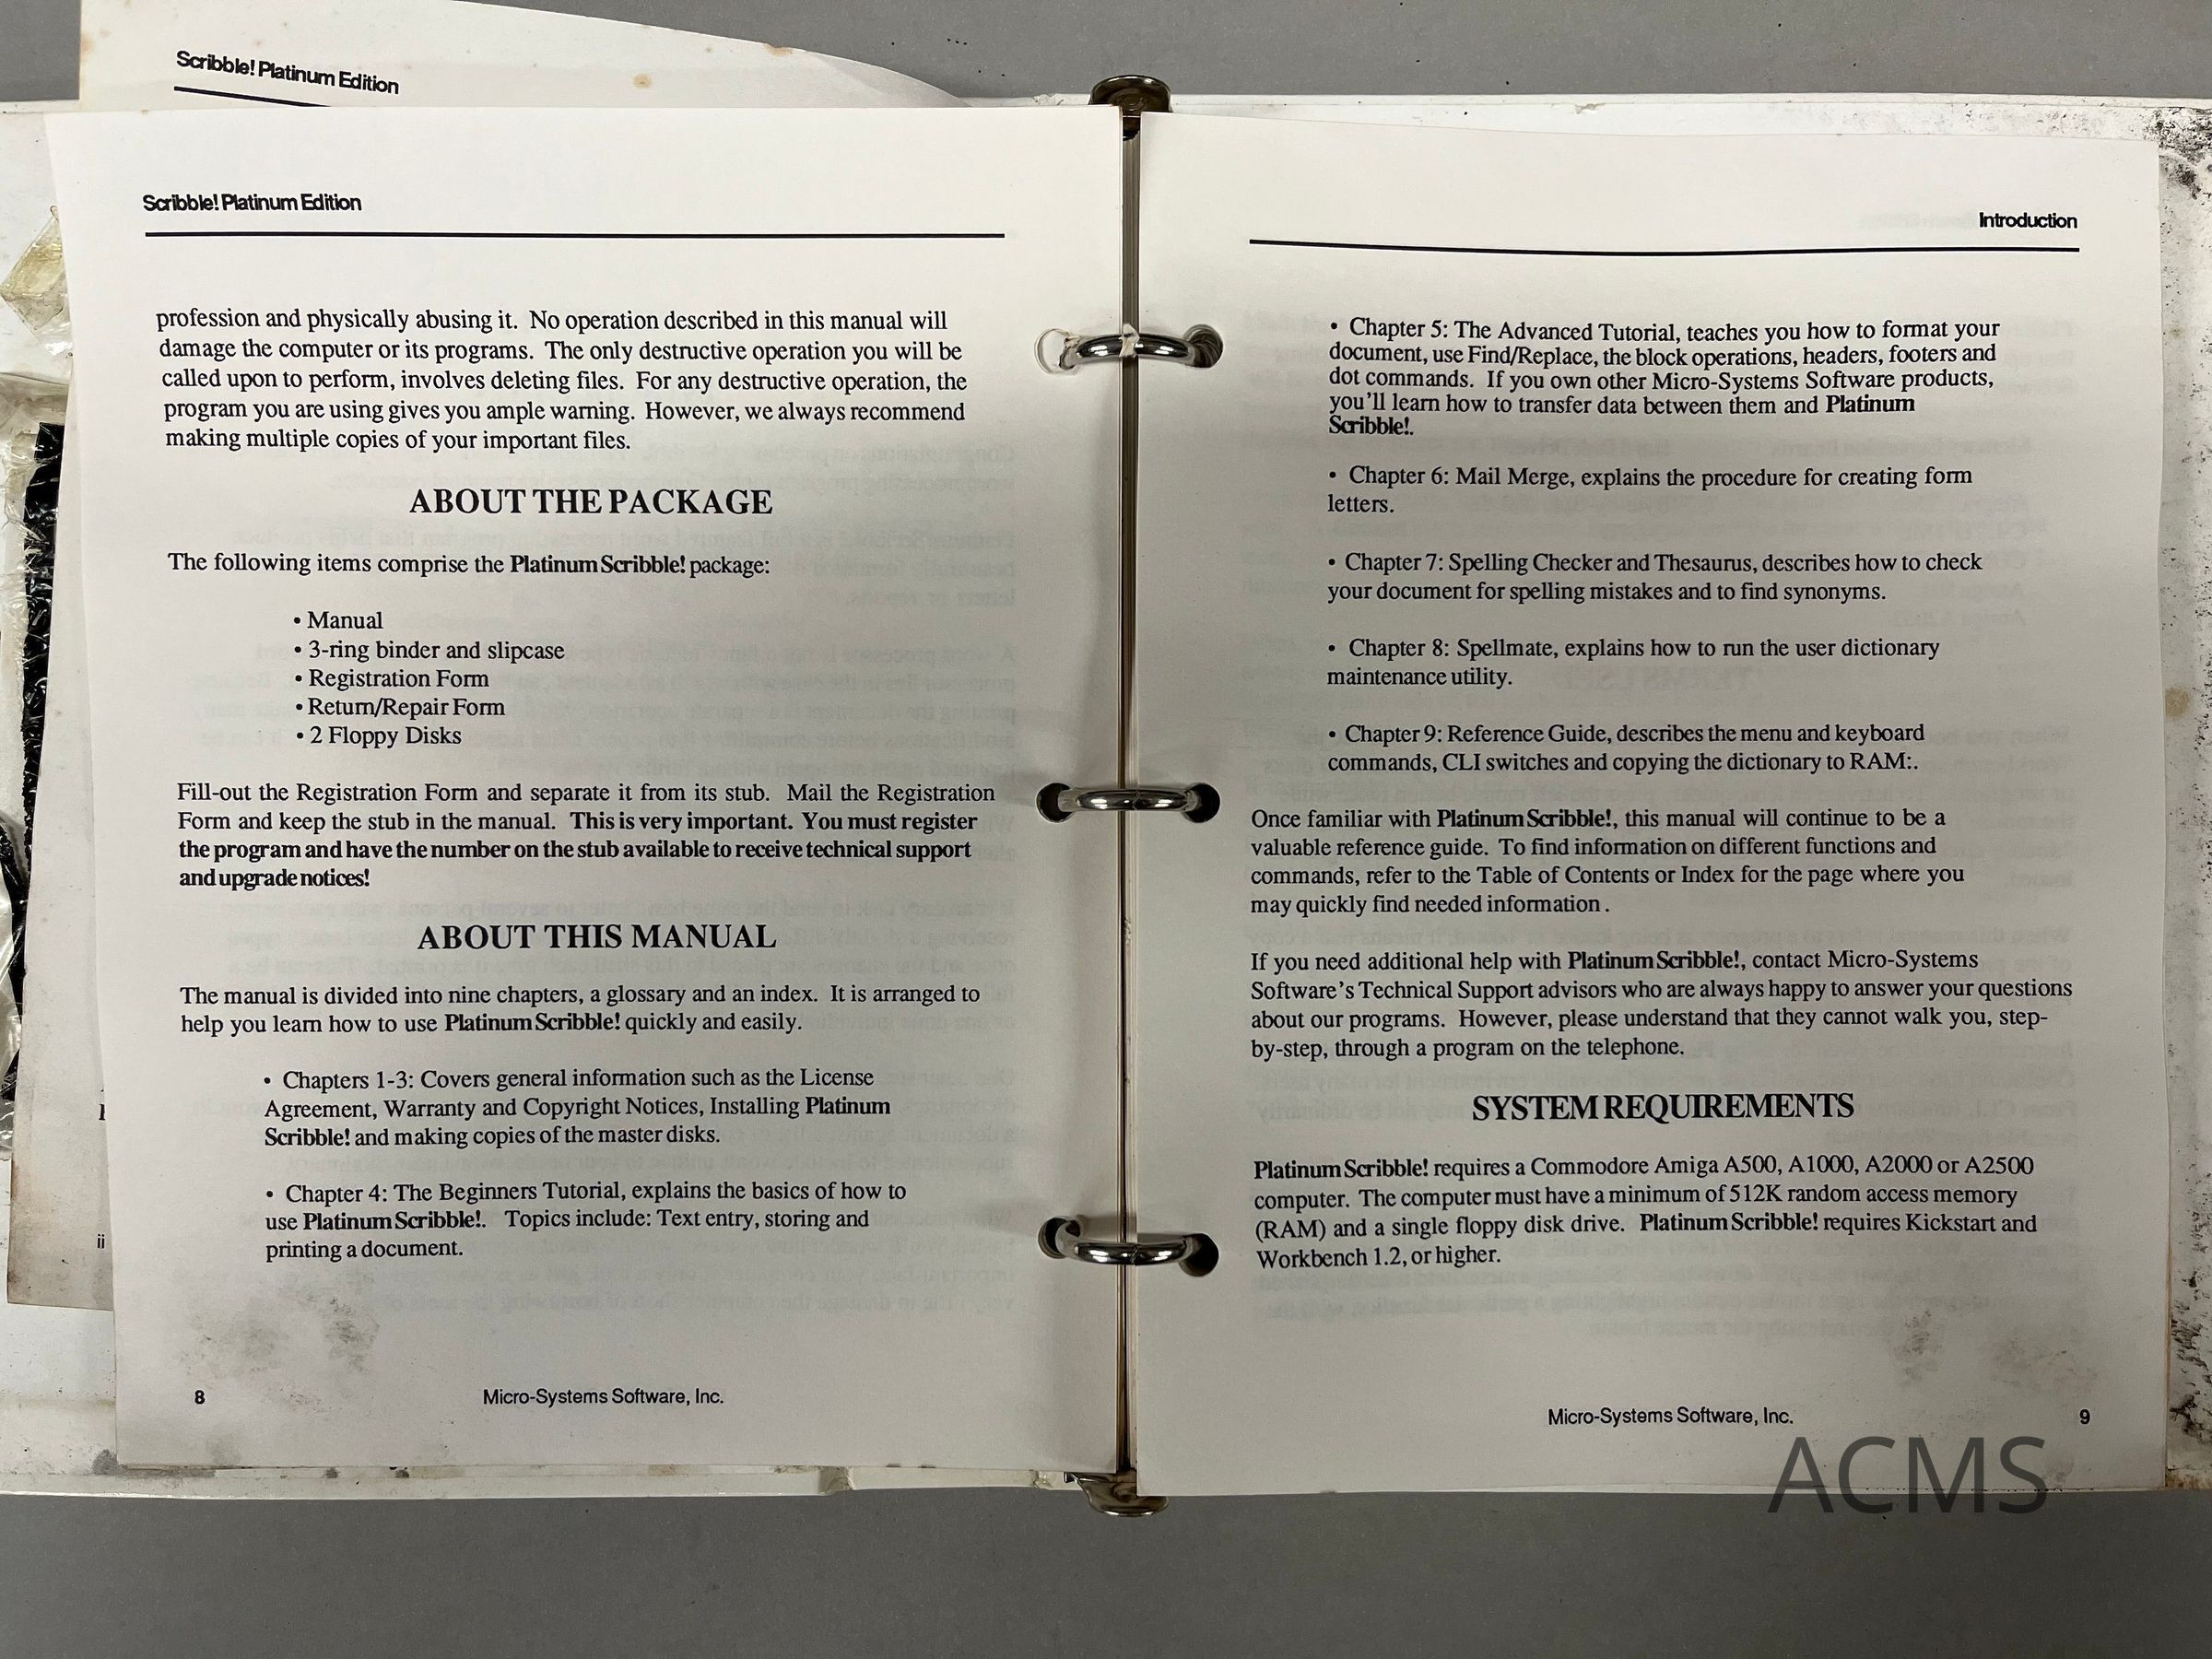 Scribble! Platinum Edition
Scribble! Platinum Edition
profession and physically abusing it. No operation described in this manual will
damage the computer or its programs. The only destructive operation you will be
called upon to perform, involves deleting files. For any destructive operation, the
program you are using gives you ample warning. However, we always recommend
making multiple copies of your important files.
ABOUT THE PACKAGE
The following items comprise the Platinum Scribble! package:
• Manual
• 3-ring binder and slipcase
• Registration Form
• Return/Repair Form
• 2 Floppy Disks
Fill-out the Registration Form and separate it from its stub. Mail the Registration
Form and keep the stub in the manual. This is very important. You must register
the program and have the number on the stub available to receive technical support
and upgrade notices!
ABOUT THIS MANUAL
The manual is divided into nine chapters, a glossary and an index. It is arranged to
help you learn how to use Platinum Scribble! quickly and easily.
• Chapters 1-3: Covers general information such as the License
Agreement, Warranty and Copyright Notices, Installing Platinum
Scribble! and making copies of the master disks.
• Chapter 4: The Beginners Tutorial, explains the basics of how to
use Platinum Scribble!. Topics include: Text entry, storing and
printing a document.
ii
8
Micro-Systems Software, Inc.
Introduction
• Chapter 5: The Advanced Tutorial, teaches you how to format your
document, use Find/Replace, the block operations, headers, footers and
dot commands. If you own other Micro-Systems Software products,
you'll learn how to transfer data between them and Platinum
Scribble!.
• Chapter 6: Mail Merge, explains the procedure for creating form
letters.
• Chapter 7: Spelling Checker and Thesaurus, describes how to check
your document for spelling mistakes and to find synonyms.
• Chapter 8: Spellmate, explains how to run the user dictionary
maintenance utility.
• Chapter 9: Reference Guide, describes the menu and keyboard
commands, CLI switches and copying the dictionary to RAM:.
Once familiar with Platinum Scribble!, this manual will continue to be a
valuable reference guide. To find information on different functions and
commands, refer to the Table of Contents or Index for the page where you
may quickly find needed information.
If you need additional help with Platinum Scribble!, contact Micro-Systems
Software's Technical Support advisors who are always happy to answer your questions
about our programs. However, please understand that they cannot walk you, step-
by-step, through a program on the telephone.
SYSTEM REQUIREMENTS
Platinum Scribble! requires a Commodore Amiga A500, A1000, A2000 or A2500
computer. The computer must have a minimum of 512K random access memory
(RAM) and a single floppy disk drive. Platinum Scribble! requires Kickstart and
Workbench 1.2, or higher.
Micro-Systems Software, Inc.
9
ACMS